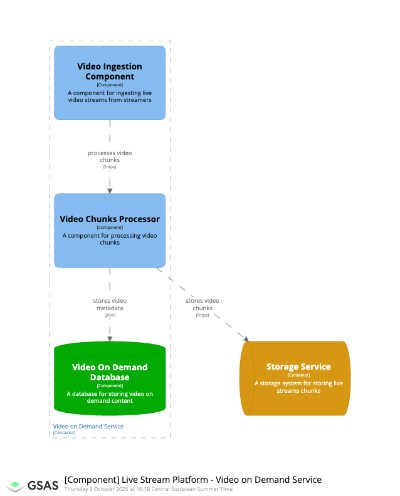 Video Ingestion
Component
[Component]
A component for ingesting live
video streams from streamers
processes video
chunks
[https]
Video Chunks Processor
[Component]
A component for processing video
chunks
stores video
metadata
stores video
chunks
[https]
Video On Demand
Database
[Component]
A database for storing video on
demand content
Storage Service
[Container]
A storage system for storing live
streams chunks
Video on Demand Service
[Container]
GSAS
[Component] Live Stream Platform - Video on Demand Service
Thursday 9 October 2025 at 16:18 Central European Summer Time